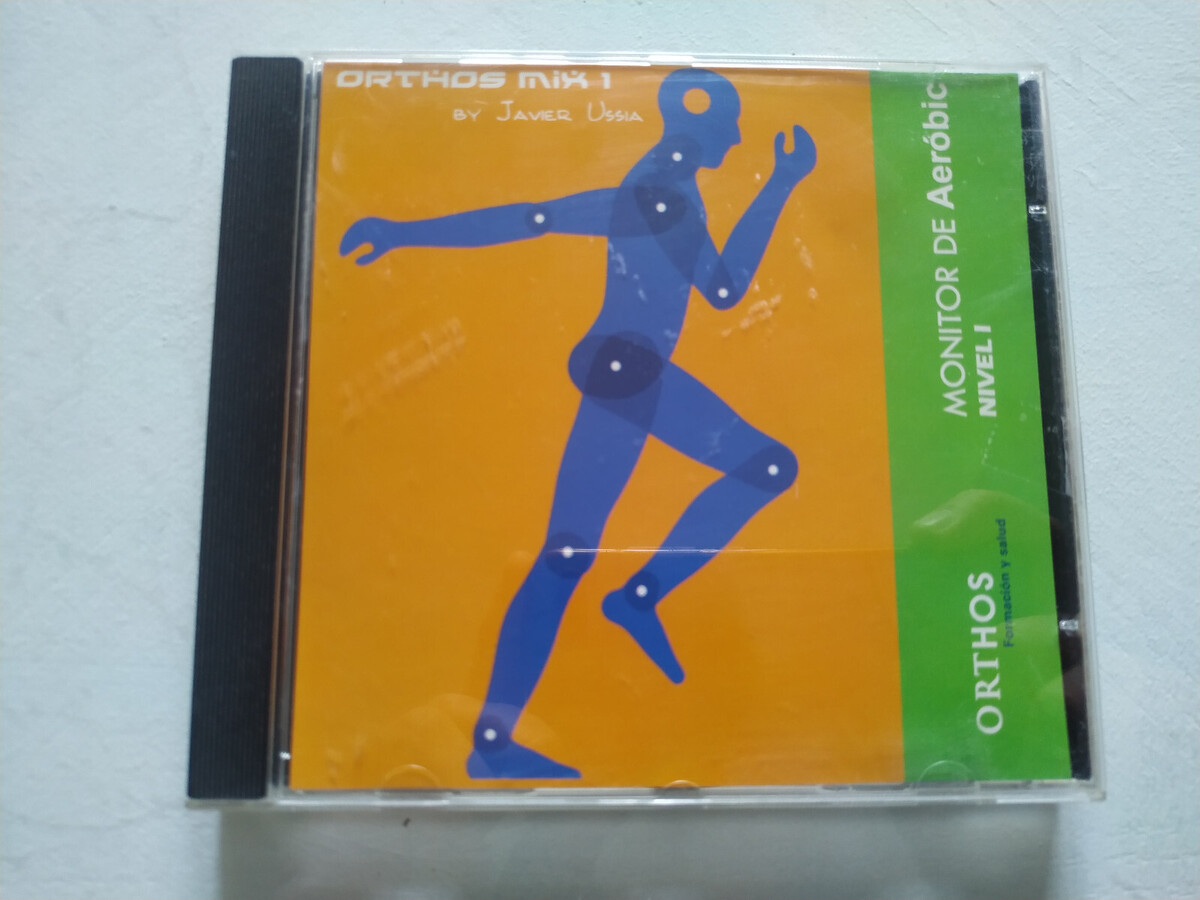 ORTHOS MiX 1
BY JAVIER USSIA
MONITOR DE Aeróbic
NIVEL I
ORTHOS
Formación y salud